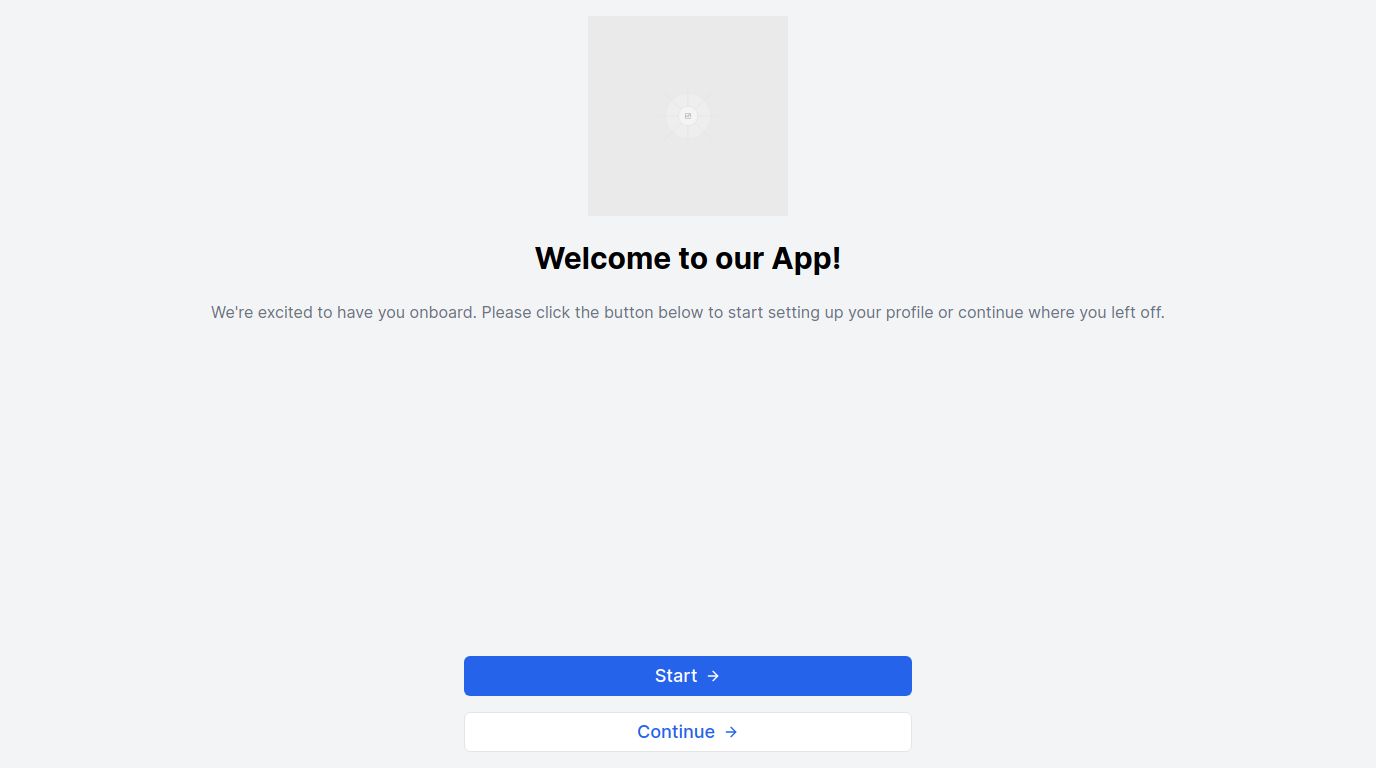 Welcome to our App!
We're excited to have you onboard. Please click the button below to start setting up your profile or continue where you left off.
Start
Continue